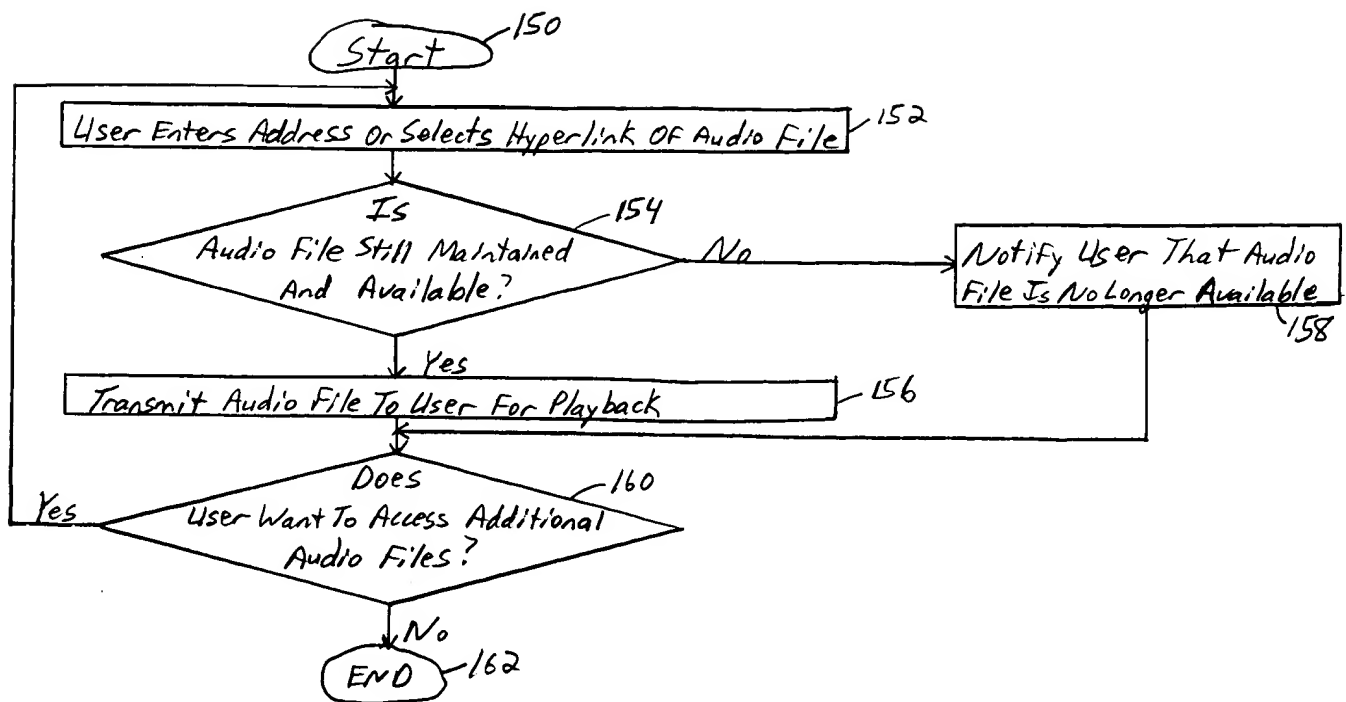 Start
150
User Enters Address Or Selects Hyperlink Of Audio File
152
Is
154
Audio File Still Maintained
And Available?
No
Notify User That Audio
File Is No Longer Available
158
Yes
Transmit Audio File To User For Playback
156
Does
160
User Want To Access Additional
Audio Files?
Yes
No
END
162